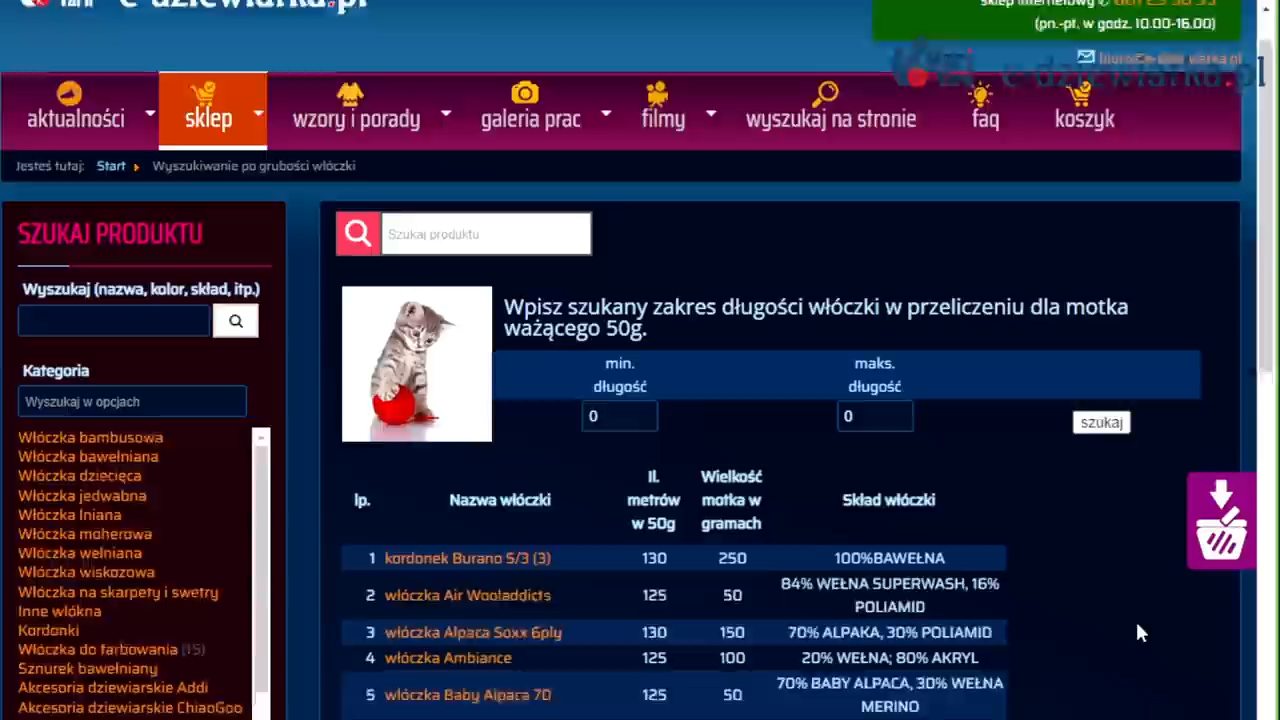 e-dziewiarka.pl
sklep internetowy
(pn.-pt, w godz. 10.00-16.00)
e-dziewiarka.pl
aktualności
sklep
wzory i porady
galeria prac
filmy
wyszukaj na stronie
faq
koszyk
Jesteś tutaj: Start Wyszukiwanie po grubości włóczki
SZUKAJ PRODUKTU
Wyszukaj (nazwa, kolor, skład, itp.)
Kategoria
Wyszukaj w opcjach
Włóczka bambusowa
Włóczka bawełniana
Włóczka dziecięca
Włóczka jedwabna
Włóczka lniana
Włóczka moherowa
Włóczka wełniana
Włóczka wiskozowa
Włóczka na skarpety i swetry
Inne włókna
Kordonki
Włóczka do farbowania (15)
Sznurek bawełniany
Akcesoria dziewiarskie Addi
Akcesoria dziewiarskie ChiaoGoo
Szukaj produktu
Wpisz szukany zakres długości włóczki w przeliczeniu dla motka
ważącego 50g.
min. maks.
długość długość
0 0 szukaj
Il. Wielkość
lp. Nazwa włóczki metrów motka w Skład włóczki
w 50g gramach
1 kordonek Burano 5/3 (3) 130 250 100%BAWEŁNA
2 włóczka Air Wooladdicts 125 50 84% WEŁNA SUPERWASH, 16%
POLIAMID
3 włóczka Alpaca Soxx 6ply 130 150 70% ALPAKA, 30% POLIAMID
4 włóczka Ambiance 125 100 20% WEŁNA; 80% AKRYL
5 włóczka Baby Alpaca 70 125 50 70% BABY ALPACA, 30% WEŁNA
MERINO